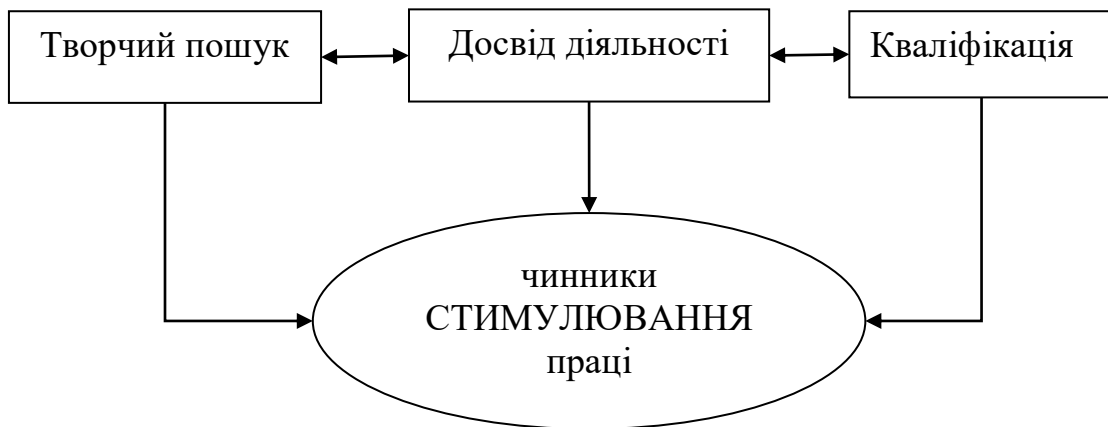 Творчий пошук
Досвід діяльності
Кваліфікація
чинники
СТИМУЛЮВАННЯ
праці